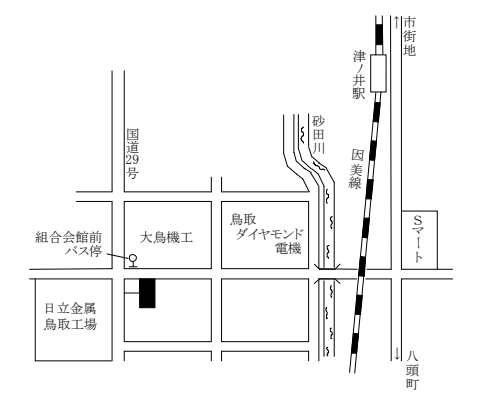 市街地
津ノ井駅
国道29号
砂田川
因美線
鳥取
ダイヤモンド
電機
大鳥機工
Sマート
組合会館前
バス停
日立金属
鳥取工場
八頭町